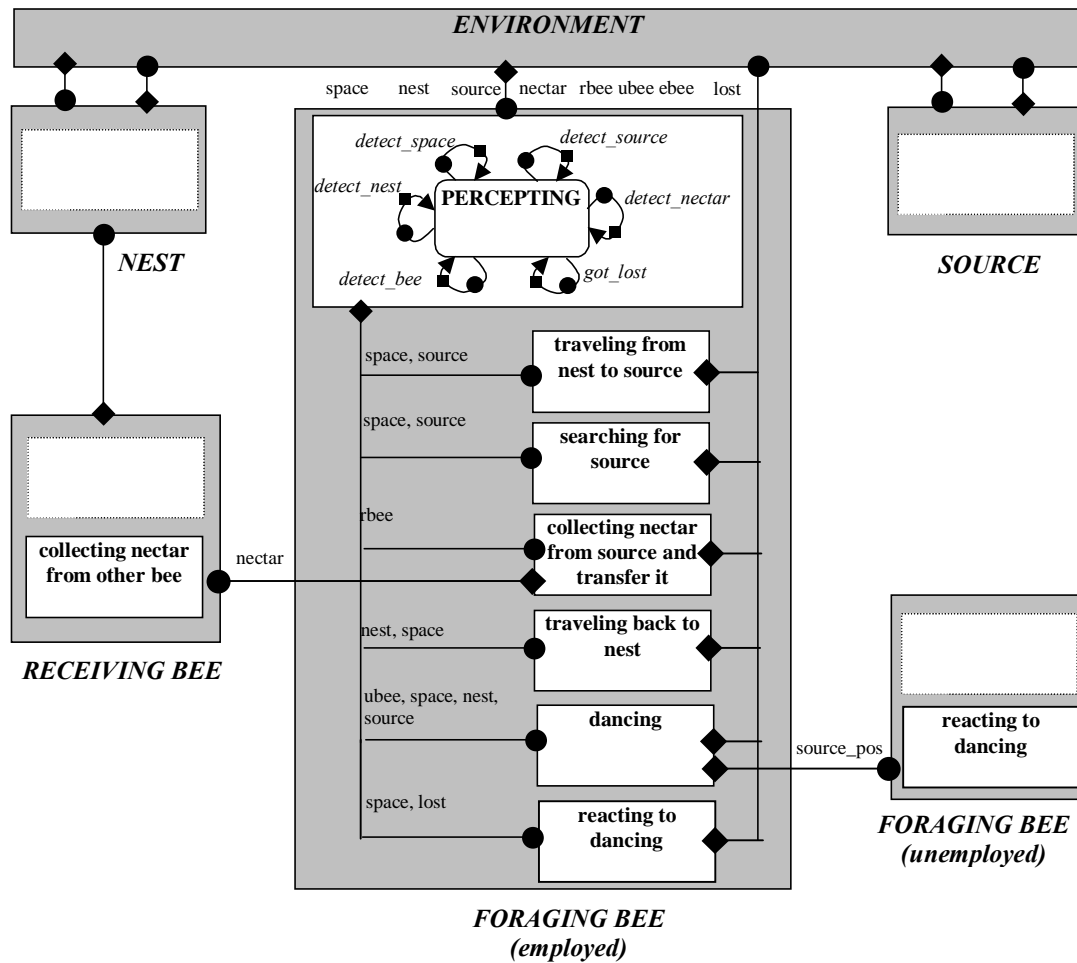 ENVIRONMENT
space nest source nectar rbee ubee ebee lost
detect_space
detect_source
detect_nest
PERCEPTING
detect_nectar
detect_bee
got_lost
NEST
SOURCE
space, source
traveling from
nest to source
space, source
searching for
source
rbee
collecting nectar
from source and
transfer it
collecting nectar
from other bee
nectar
RECEIVING BEE
nest, space
traveling back to
nest
ubee, space, nest,
source
dancing
source_pos
reacting to
dancing
space, lost
reacting to
dancing
FORAGING BEE
(unemployed)
FORAGING BEE
(employed)